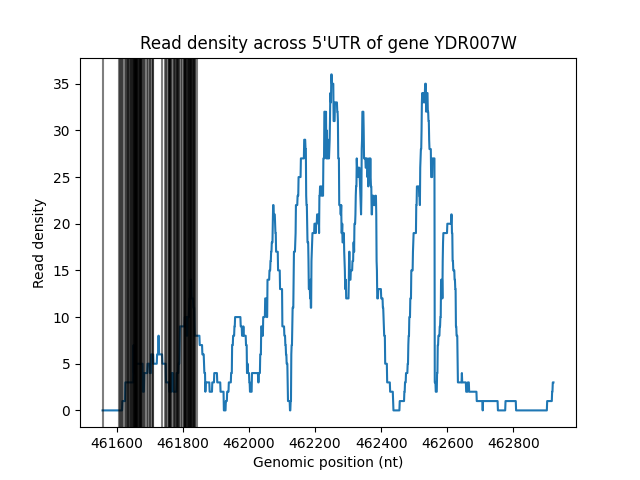 Read density across 5'UTR of gene YDR007W
35
30
25
20
15
10
5
0
Read density
461600 461800 462000 462200 462400 462600 462800
Genomic position (nt)